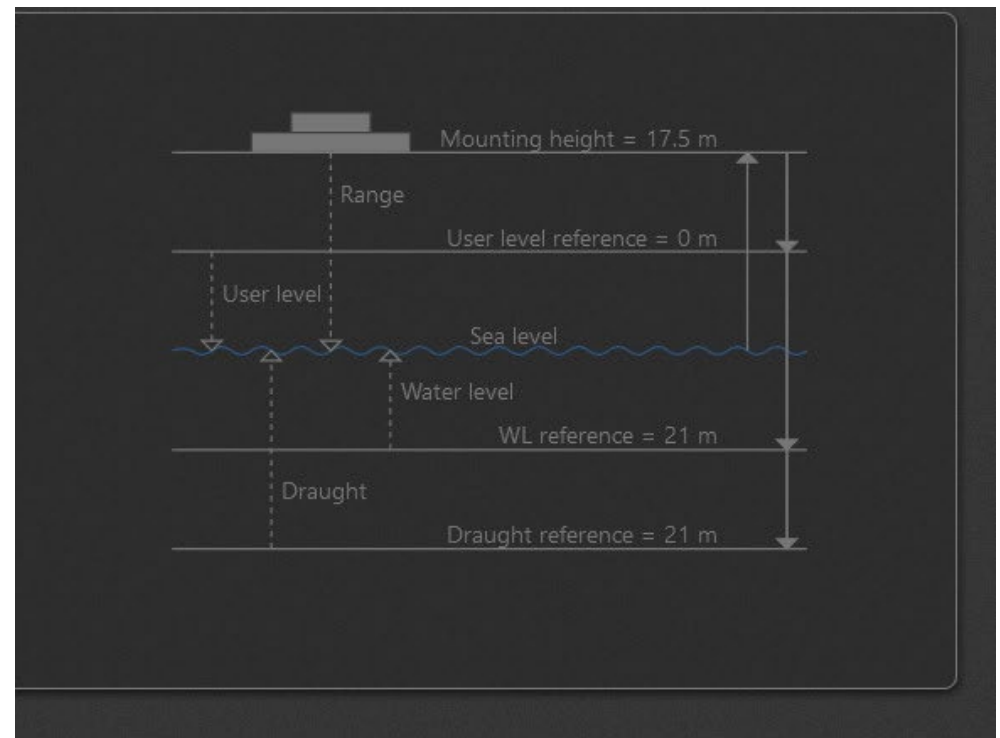 Mounting height = 17.5 m
Range
User level reference = 0 m
User level
Sea level
Water level
WL reference = 21 m
Draught
Draught reference = 21 m